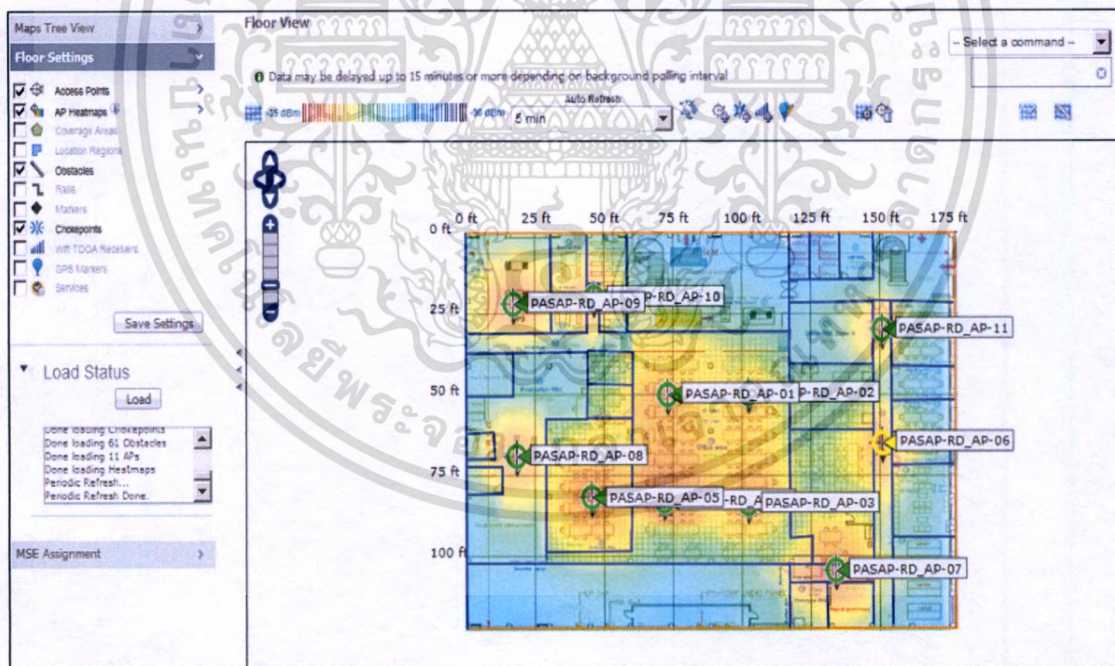 Maps Tree View
Floor View
Floor Settings
-- Select a command --
Data may be delayed up to 15 minutes or more depending on background polling interval
Access Points
AP Heatmaps
Coverage Areas
Location Regions
Obstacles
Rails
Markers
Chokepoints
Wifi TDOA Receivers
GPS Markers
Services
-35 dBm
-90 dBm
Auto Refresh
5 min
Save Settings
Load Status
Load
Done loading Chokepoints
Done loading 61 Obstacles
Done loading 11 APs
Done loading Heatmaps
Periodic Refresh...
Periodic Refresh Done.
MSE Assignment
0 ft 25 ft 50 ft 75 ft 100 ft 125 ft 150 ft 175 ft
0 ft
25 ft
50 ft
75 ft
100 ft
PASAP-RD_AP-09
P-RD_AP-10
PASAP-RD_AP-11
PASAP-RD_AP-01
P-RD_AP-02
PASAP-RD_AP-06
PASAP-RD_AP-08
PASAP-RD_AP-05
-RD_A
PASAP-RD_AP-03
PASAP-RD_AP-07